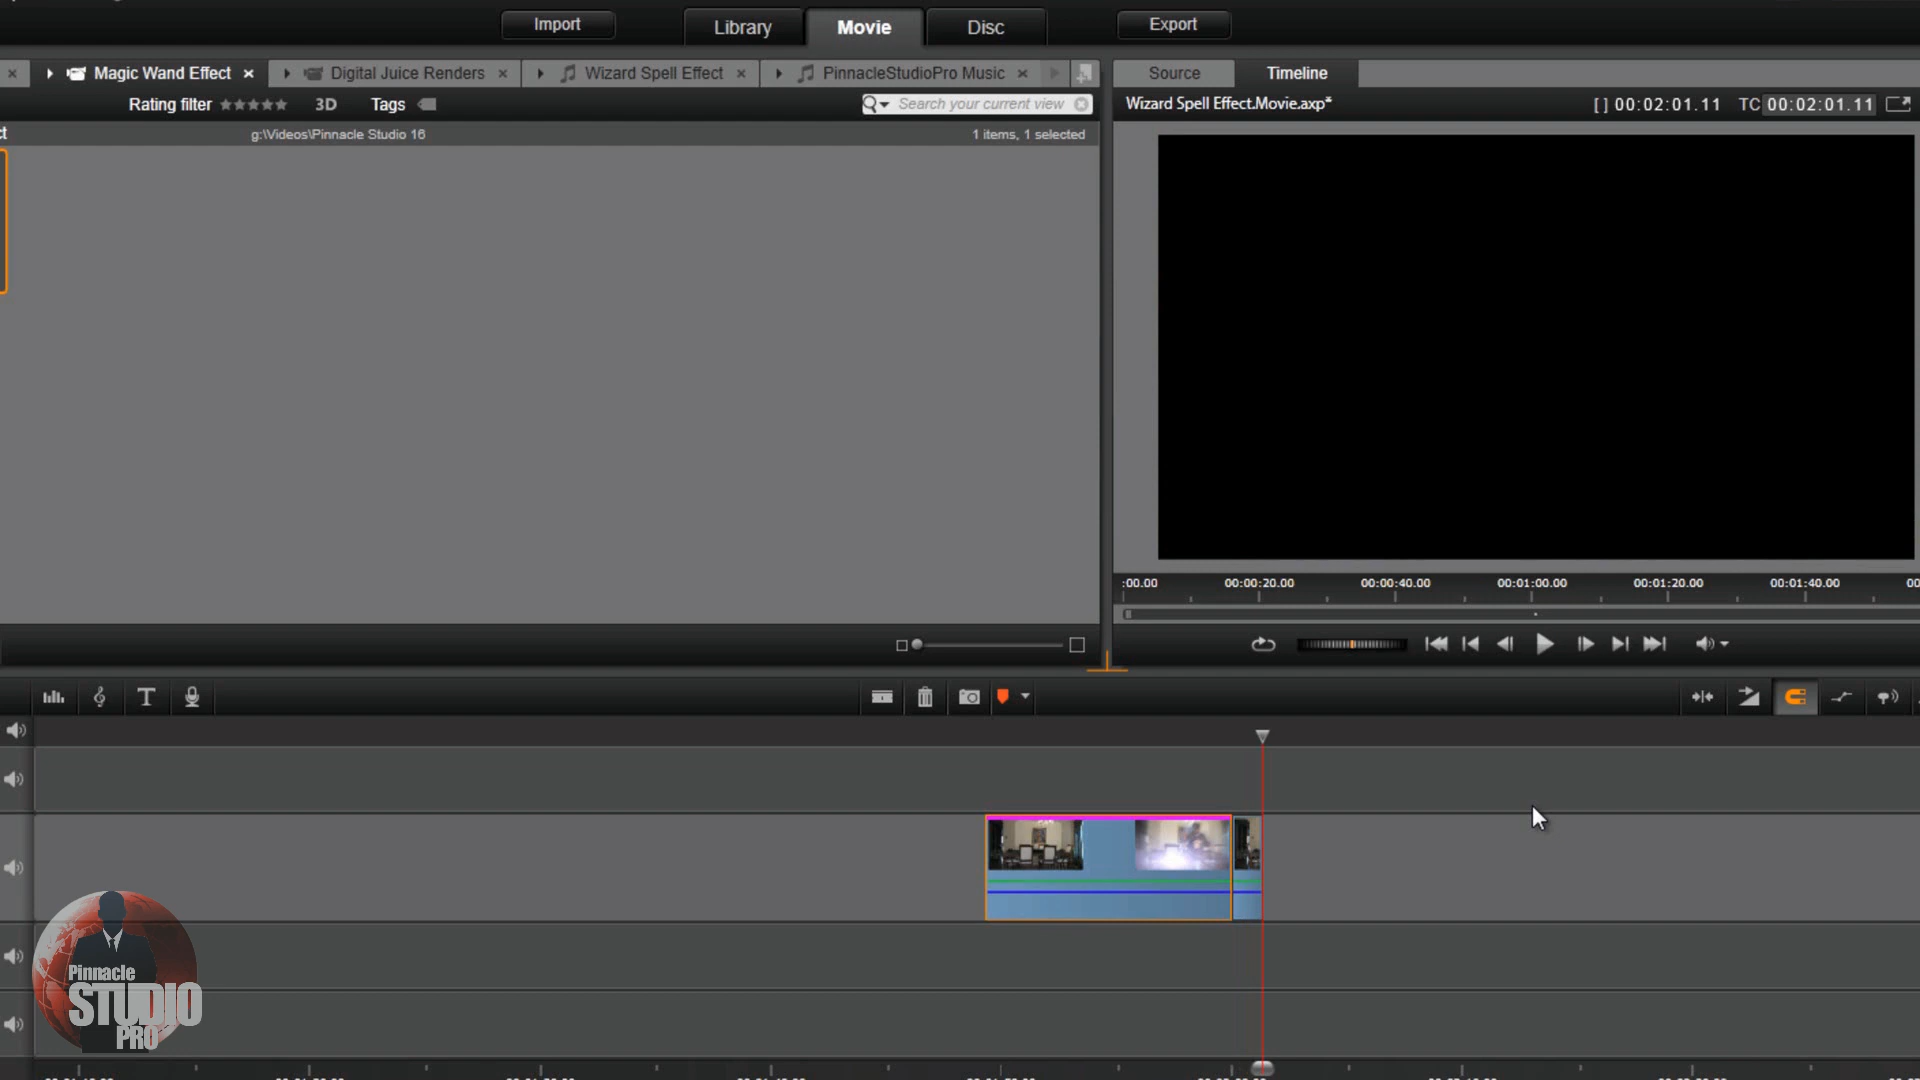 Import
Library
Movie
Disc
Export
Magic Wand Effect
Digital Juice Renders
Wizard Spell Effect
PinnacleStudioPro Music
Source
Timeline
Rating filter
3D
Tags
Search your current view
Wizard Spell Effect.Movie.axp*
[ ] 00:02:01.11
TC 00:02:01.11
g:\Videos\Pinnacle Studio 16
1 items, 1 selected
:00.00
00:00:20.00
00:00:40.00
00:01:00.00
00:01:20.00
00:01:40.00
00
Pinnacle
STUDIO
PRO